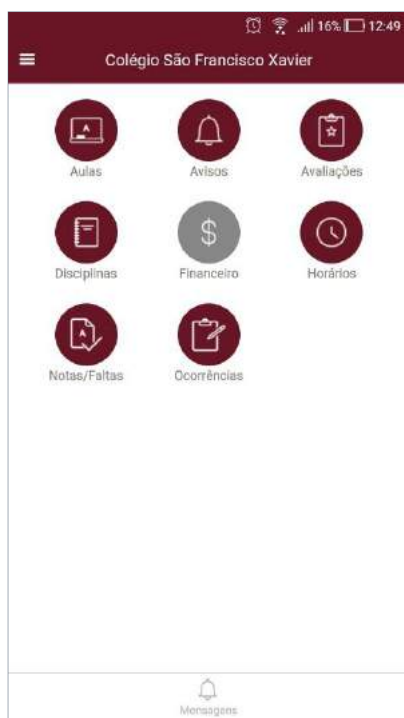 16% 12:49
Colégio São Francisco Xavier
A
Aulas
Avisos
Avaliações
Disciplinas
$
Financeiro
Horários
A
Notas/Faltas
Ocorrências
Mensagens